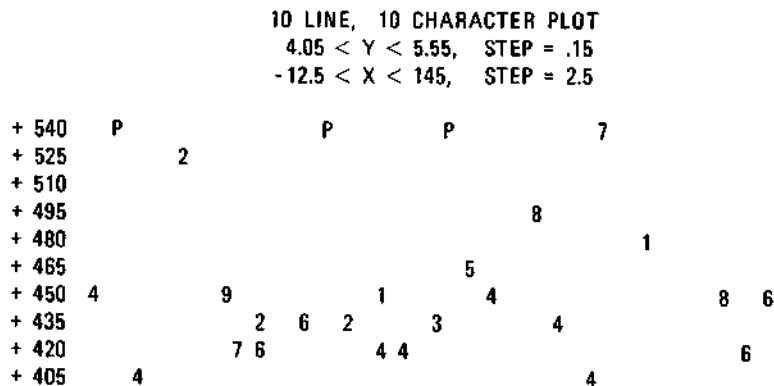 10 LINE, 10 CHARACTER PLOT
4.05 < Y < 5.55, STEP = .15
-12.5 < X < 145, STEP = 2.5
+ 540 P P P 7
+ 525 2
+ 510
+ 495 8
+ 480 1
+ 465 5
+ 450 4 9 1 4 8 6
+ 435 2 6 2 3 4
+ 420 7 6 4 4 6
+ 405 4 4